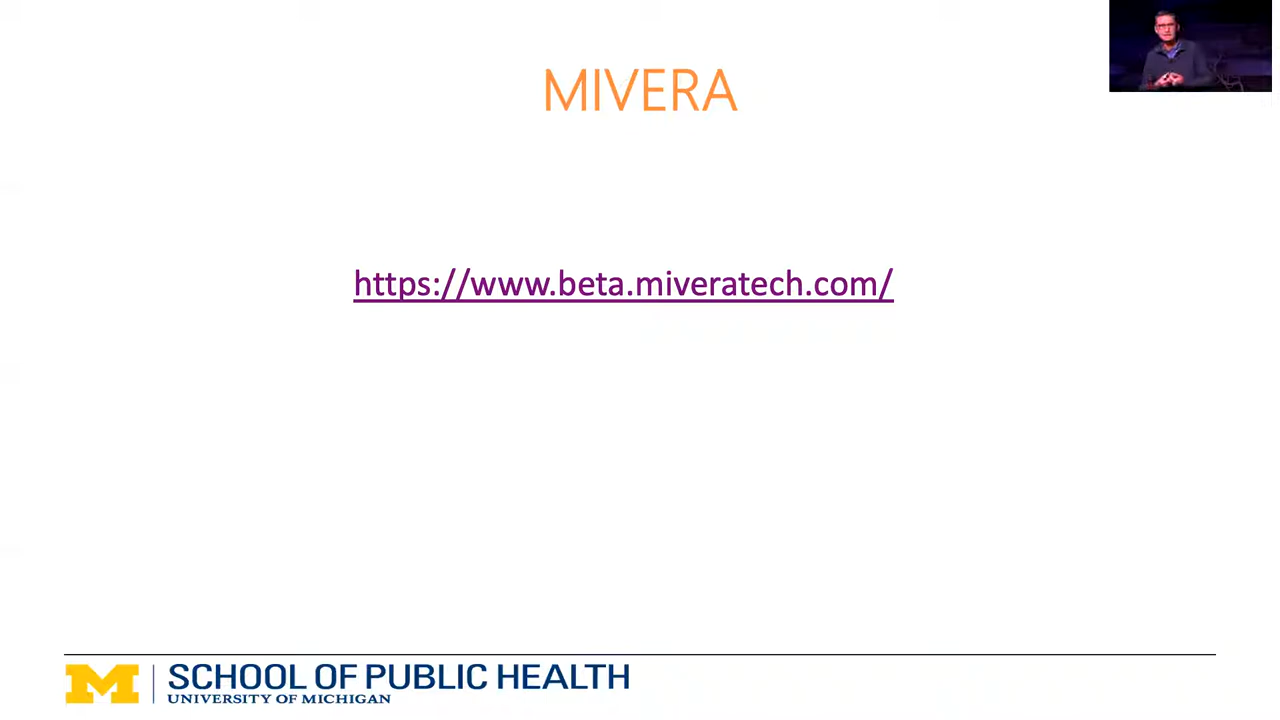 MIVERA
https://www.beta.miveratech.com/
M SCHOOL OF PUBLIC HEALTH
UNIVERSITY OF MICHIGAN